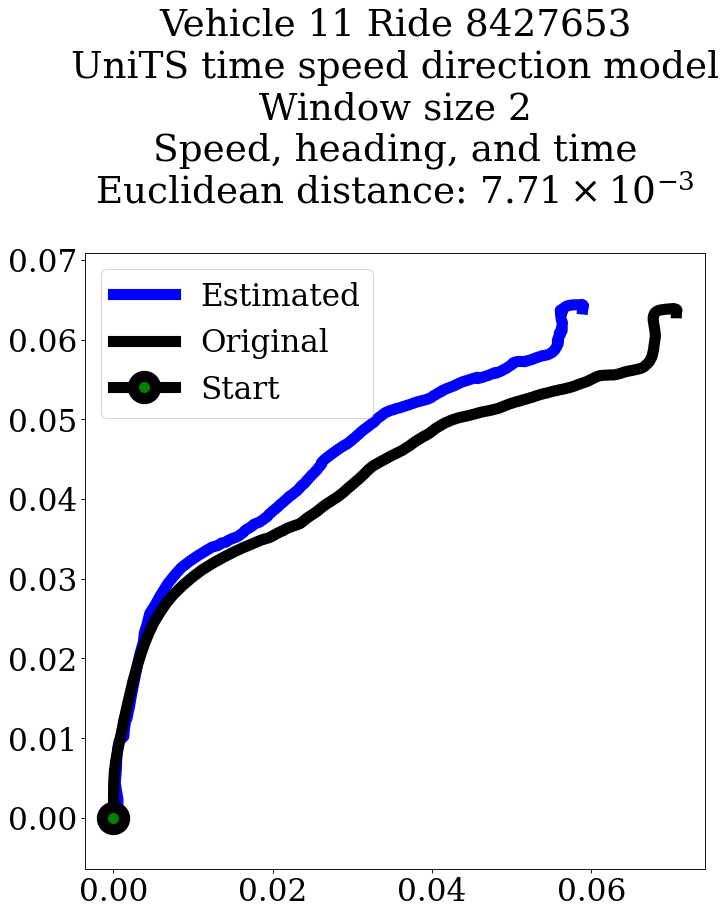 Vehicle 11 Ride 8427653
UniTS time speed direction model
Window size 2
Speed, heading, and time
Euclidean distance: 7.71 × 10⁻³
0.07
Estimated
0.06
Original
Start
0.05
0.04
0.03
0.02
0.01
0.00
0.00 0.02 0.04 0.06